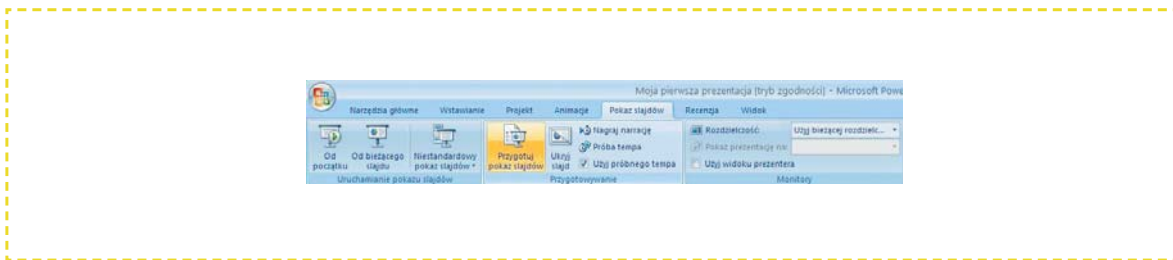 Moja pierwsza prezentacja [tryb zgodności] - Microsoft Powe
Narzędzia główne Wstawianie Projekt Animacje Pokaz slajdów Recenzja Widok
Od początku
Od bieżącego slajdu
Niestandardowy pokaz slajdów
Przygotuj pokaz slajdów
Ukryj slajd
Nagraj narrację
Próba tempa
Użyj próbnego tempa
Rozdzielczość: Użyj bieżącej rozdzielc...
Pokaz prezentację na:
Użyj widoku prezentera
Uruchamianie pokazu slajdów Przygotowywanie Monitory